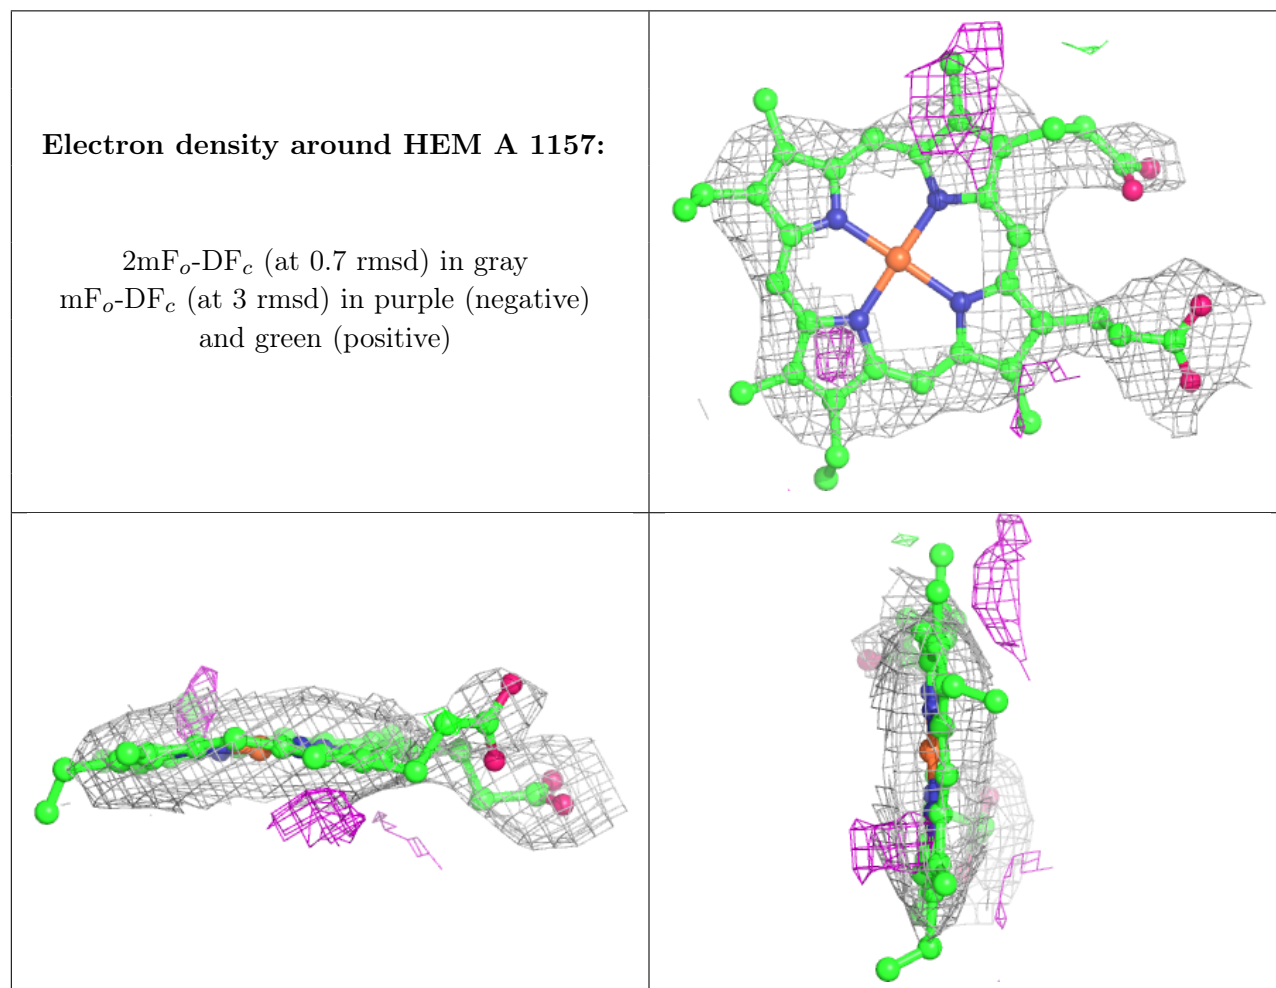 Electron density around HEM A 1157:
2mFo-DFc (at 0.7 rmsd) in gray
mFo-DFc (at 3 rmsd) in purple (negative)
and green (positive)